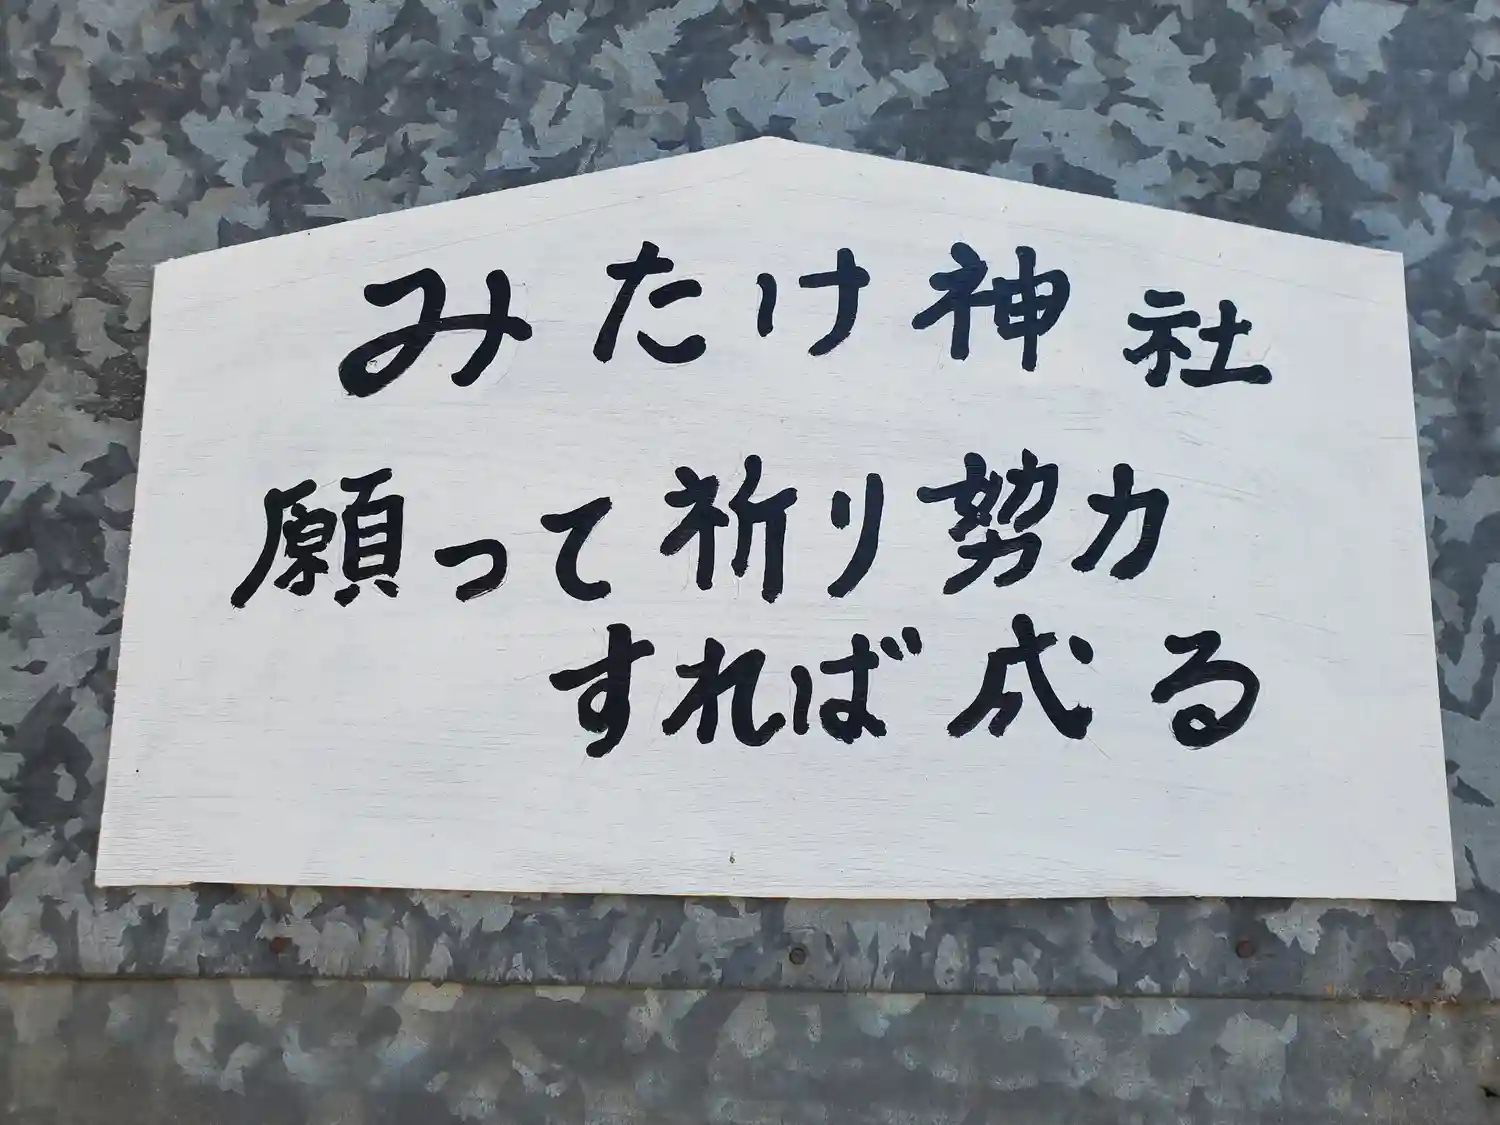 みたけ神社
願って祈り努力
すれば成る